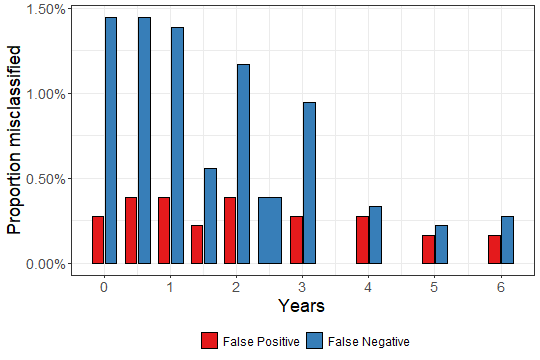 1.50%
1.00%
0.50%
0.00%
Proportion misclassified
0 1 2 3 4 5 6
Years
False Positive False Negative